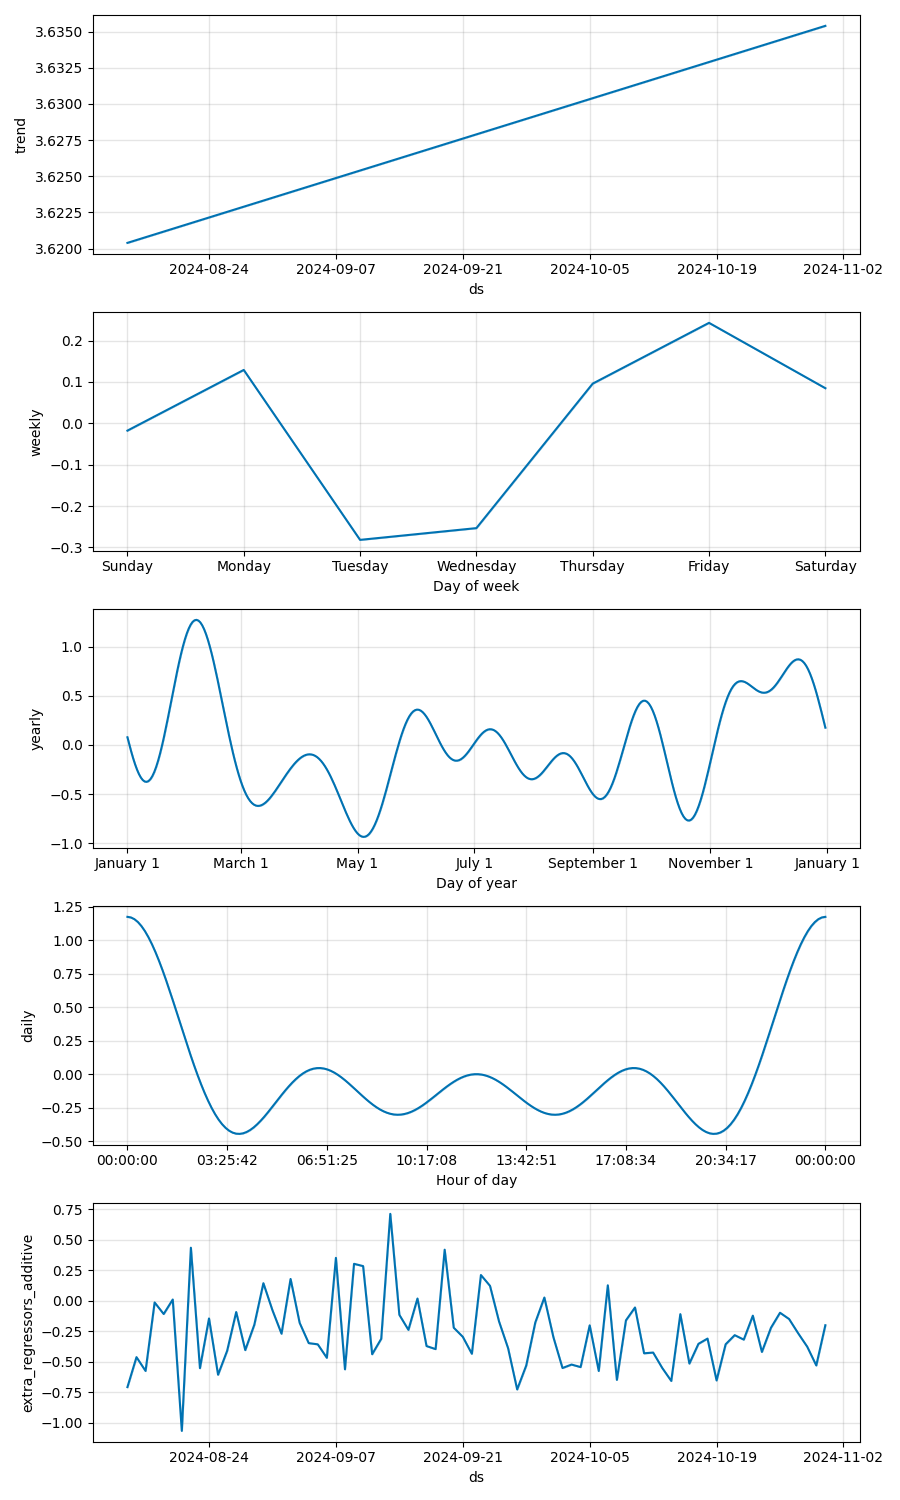 3.6350
3.6325
3.6300
3.6275
3.6250
3.6225
3.6200
trend
2024-08-24 2024-09-07 2024-09-21 2024-10-05 2024-10-19 2024-11-02
ds
0.2
0.1
0.0
−0.1
−0.2
−0.3
weekly
Sunday Monday Tuesday Wednesday Thursday Friday Saturday
Day of week
1.0
0.5
0.0
−0.5
−1.0
yearly
January 1 March 1 May 1 July 1 September 1 November 1 January 1
Day of year
1.25
1.00
0.75
0.50
0.25
0.00
−0.25
−0.50
daily
00:00:00 03:25:42 06:51:25 10:17:08 13:42:51 17:08:34 20:34:17 00:00:00
Hour of day
0.75
0.50
0.25
0.00
−0.25
−0.50
−0.75
−1.00
extra_regressors_additive
2024-08-24 2024-09-07 2024-09-21 2024-10-05 2024-10-19 2024-11-02
ds